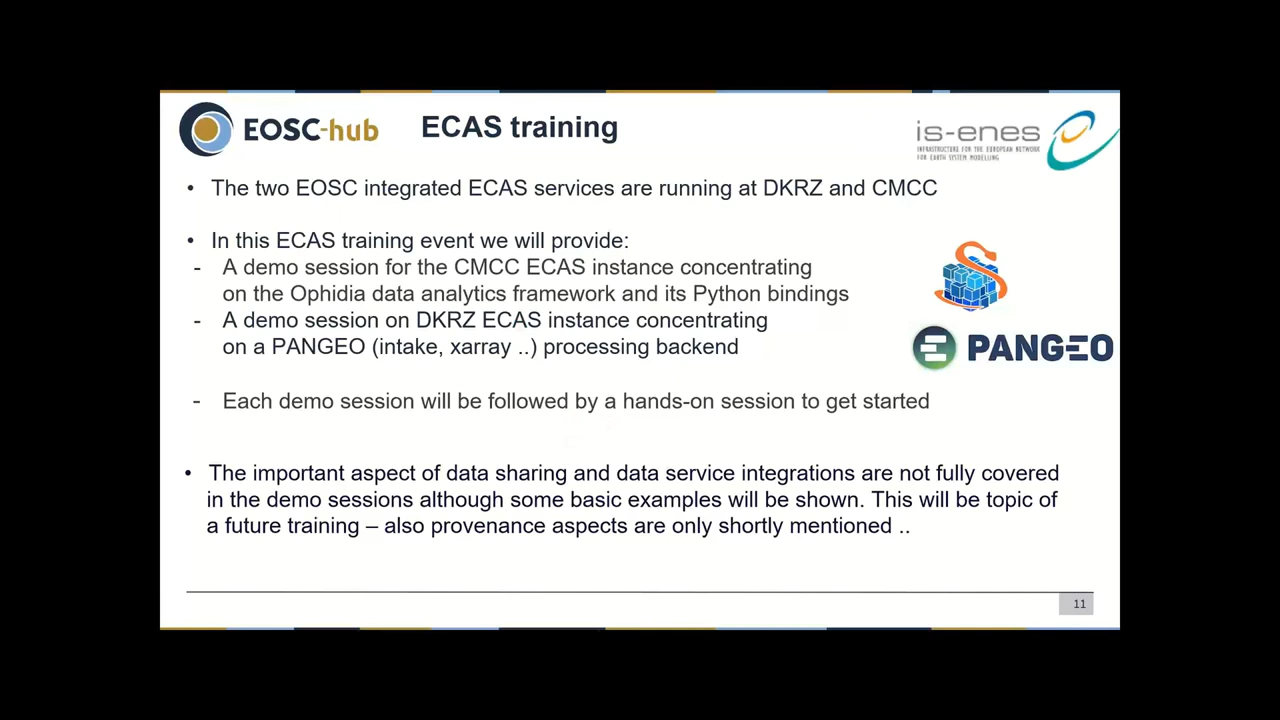 EOSC-hub
ECAS training
is-enes
INFRASTRUCTURE FOR THE EUROPEAN NETWORK
FOR EARTH SYSTEM MODELLING
• The two EOSC integrated ECAS services are running at DKRZ and CMCC
• In this ECAS training event we will provide:
- A demo session for the CMCC ECAS instance concentrating
on the Ophidia data analytics framework and its Python bindings
- A demo session on DKRZ ECAS instance concentrating
on a PANGEO (intake, xarray ..) processing backend
PANGEO
- Each demo session will be followed by a hands-on session to get started
• The important aspect of data sharing and data service integrations are not fully covered
in the demo sessions although some basic examples will be shown. This will be topic of
a future training – also provenance aspects are only shortly mentioned ..
11